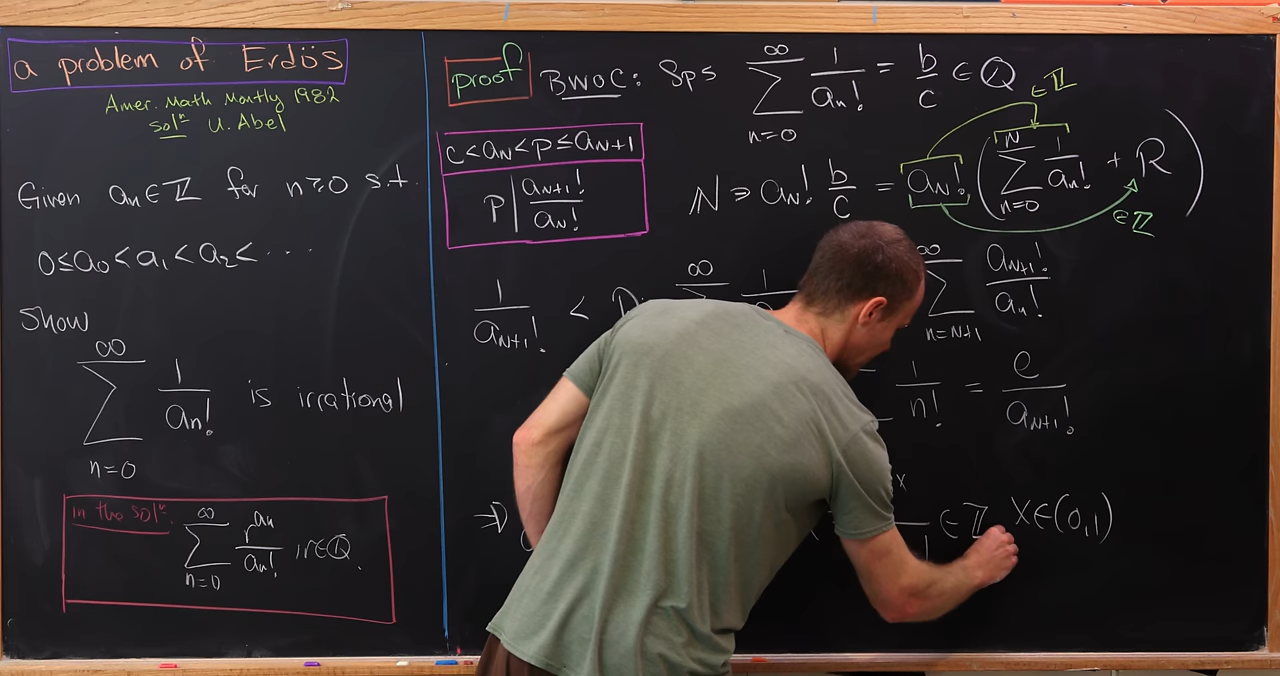 a problem of Erdös
Amer. Math Montly 1982
solⁿ U. Abel
Given aₙ ∈ ℤ for n ≥ 0 s.t.
0 ≤ a₀ < a₁ < a₂ < ...
Show
∞
∑ 1/aₙ! is irrational
n=0
in the solⁿ.
∞
∑ r^{aₙ}/aₙ! , r∈ℚ.
n=0
proof BWOC: Sps ∑_{n=0}^{∞} 1/aₙ! = b/c ∈ ℚ
c < a_N < p ≤ a_{N+1}
p | a_{N+1}!/a_N!
∈ ℤ
ℕ ∋ a_N! b/c = a_N! ( ∑_{n=0}^{N} 1/aₙ! + R )
∈ ℤ
1/a_{N+1}! <
∞
∞
∑ a_{N+1}!/aₙ!
n=N+1
1/n! = e/a_{N+1}!
⇒
∈ ℤ x ∈ (0,1)